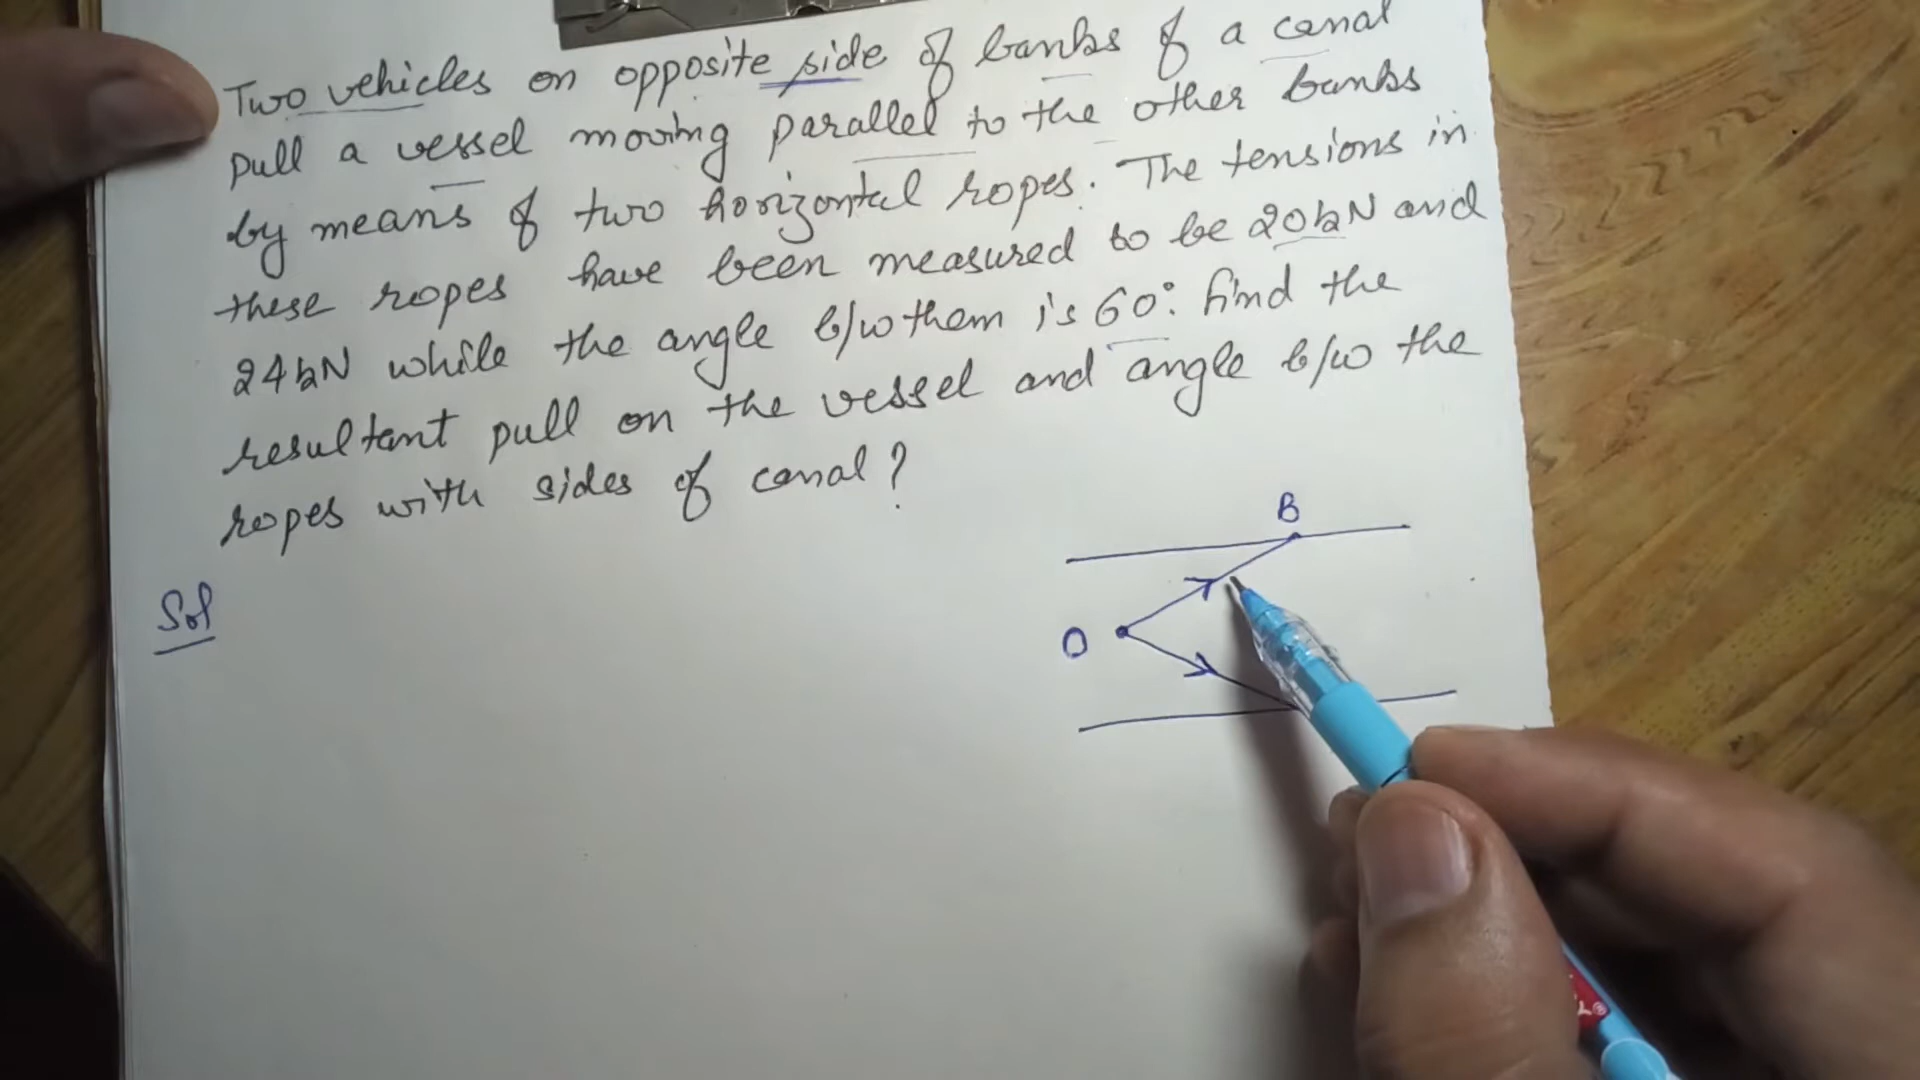 Two vehicles on opposite side of banks of a canal
pull a vessel moving parallel to the other banks
by means of two horizontal ropes. The tensions in
these ropes have been measured to be 20kN and
24kN while the angle b/w them is 60°. find the
resultant pull on the vessel and angle b/w the
ropes with sides of canal?
Sol
B
O